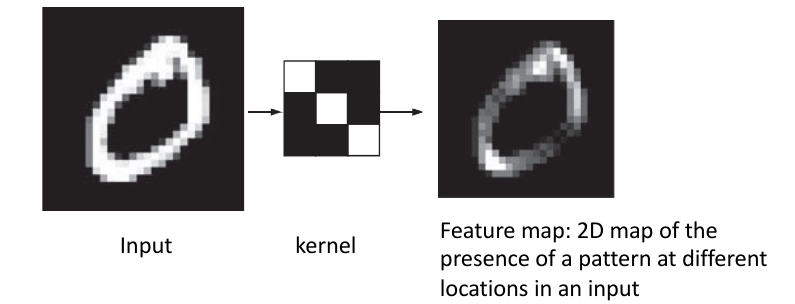 Input
kernel
Feature map: 2D map of the
presence of a pattern at different
locations in an input